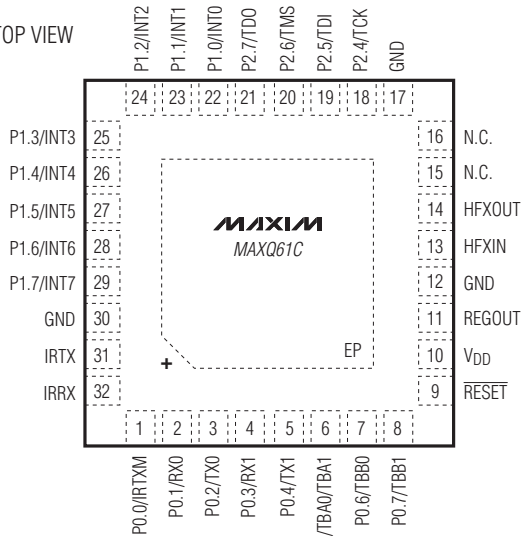 TOP VIEW
P1.2/INT2
P1.1/INT1
P1.0/INT0
P2.7/TDO
P2.6/TMS
P2.5/TDI
P2.4/TCK
GND
24 23 22 21 20 19 18 17
P1.3/INT3 25
P1.4/INT4 26
P1.5/INT5 27
P1.6/INT6 28
P1.7/INT7 29
GND 30
IRTX 31
IRRX 32
MAXIM
MAXQ61C
EP
+
16 N.C.
15 N.C.
14 HFXOUT
13 HFXIN
12 GND
11 REGOUT
10 VDD
9 RESET
1 2 3 4 5 6 7 8
P0.0/IRTXM
P0.1/RX0
P0.2/TX0
P0.3/RX1
P0.4/TX1
/TBA0/TBA1
P0.6/TBB0
P0.7/TBB1